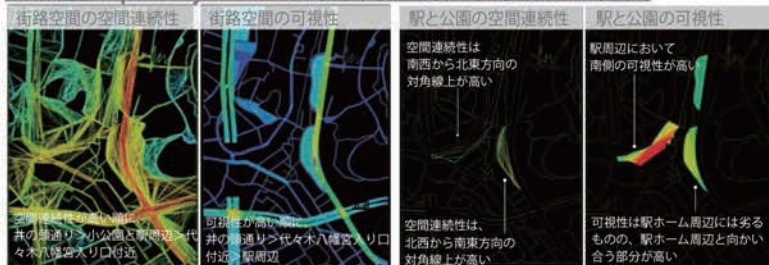 街路空間の空間連続性
街路空間の可視性
駅と公園の空間連続性
駅と公園の可視性
空間連続性が高い順に
井の頭通り＞小公園と駅周辺＞代
々木八幡宮入り口付近
可視性が高い順に、
井の頭通り＞代々木八幡宮入り口
付近＞駅周辺
空間連続性は
南西から北東方向の
対角線上が高い
空間連続性は、
北西から南東方向の
対角線上が高い
駅周辺において
南側の可視性が高い
可視性は駅ホーム周辺には劣る
ものの、駅ホーム周辺と向かい
合う部分が高い